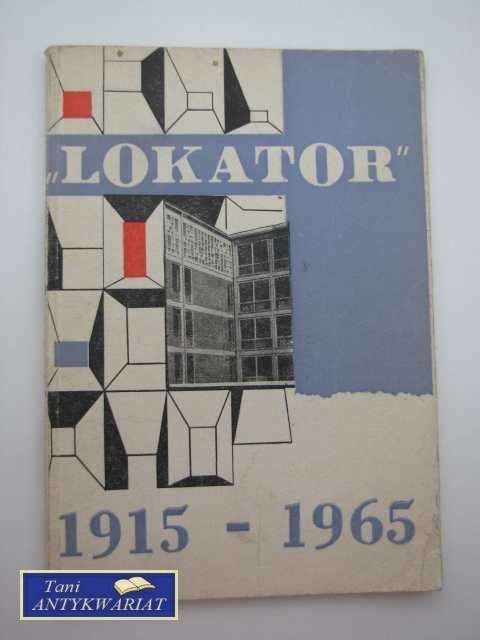 „LOKATOR"
1915 - 1965
Tani
ANTYKWARIAT